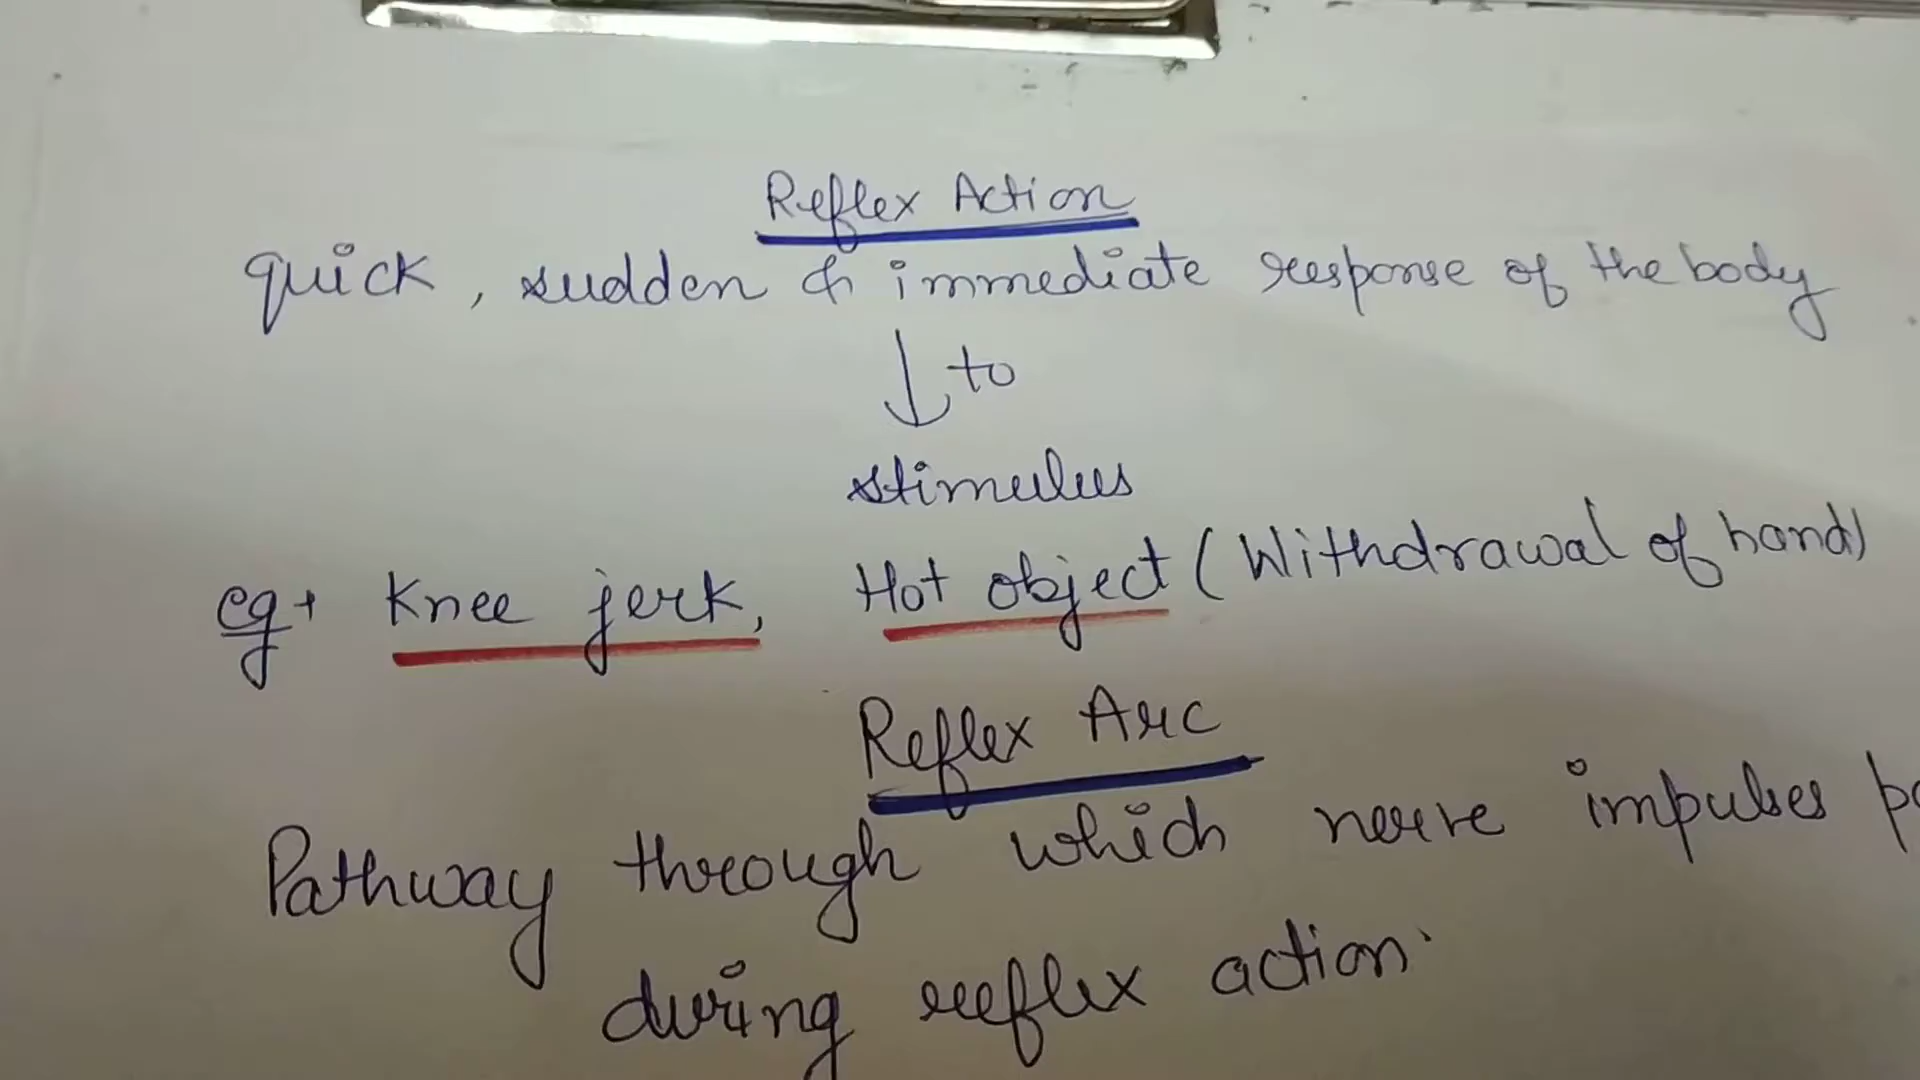 Reflex Action
quick, sudden & immediate response of the body
↓ to
stimulus
eg → Knee jerk, Hot object (Withdrawal of hand)
Reflex Arc
Pathway through which nerve impulses
during reflex action.